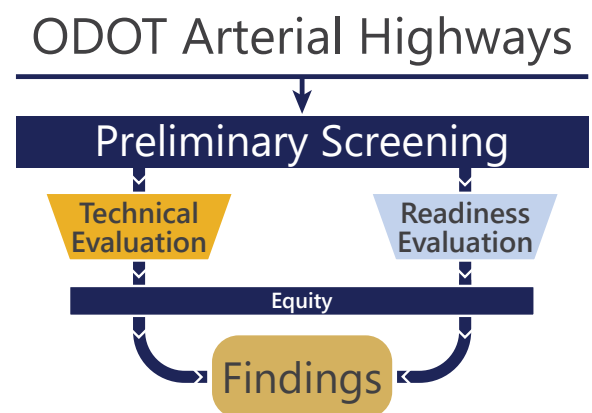 ODOT Arterial Highways
Preliminary Screening
Technical
Evaluation
Readiness
Evaluation
Equity
Findings